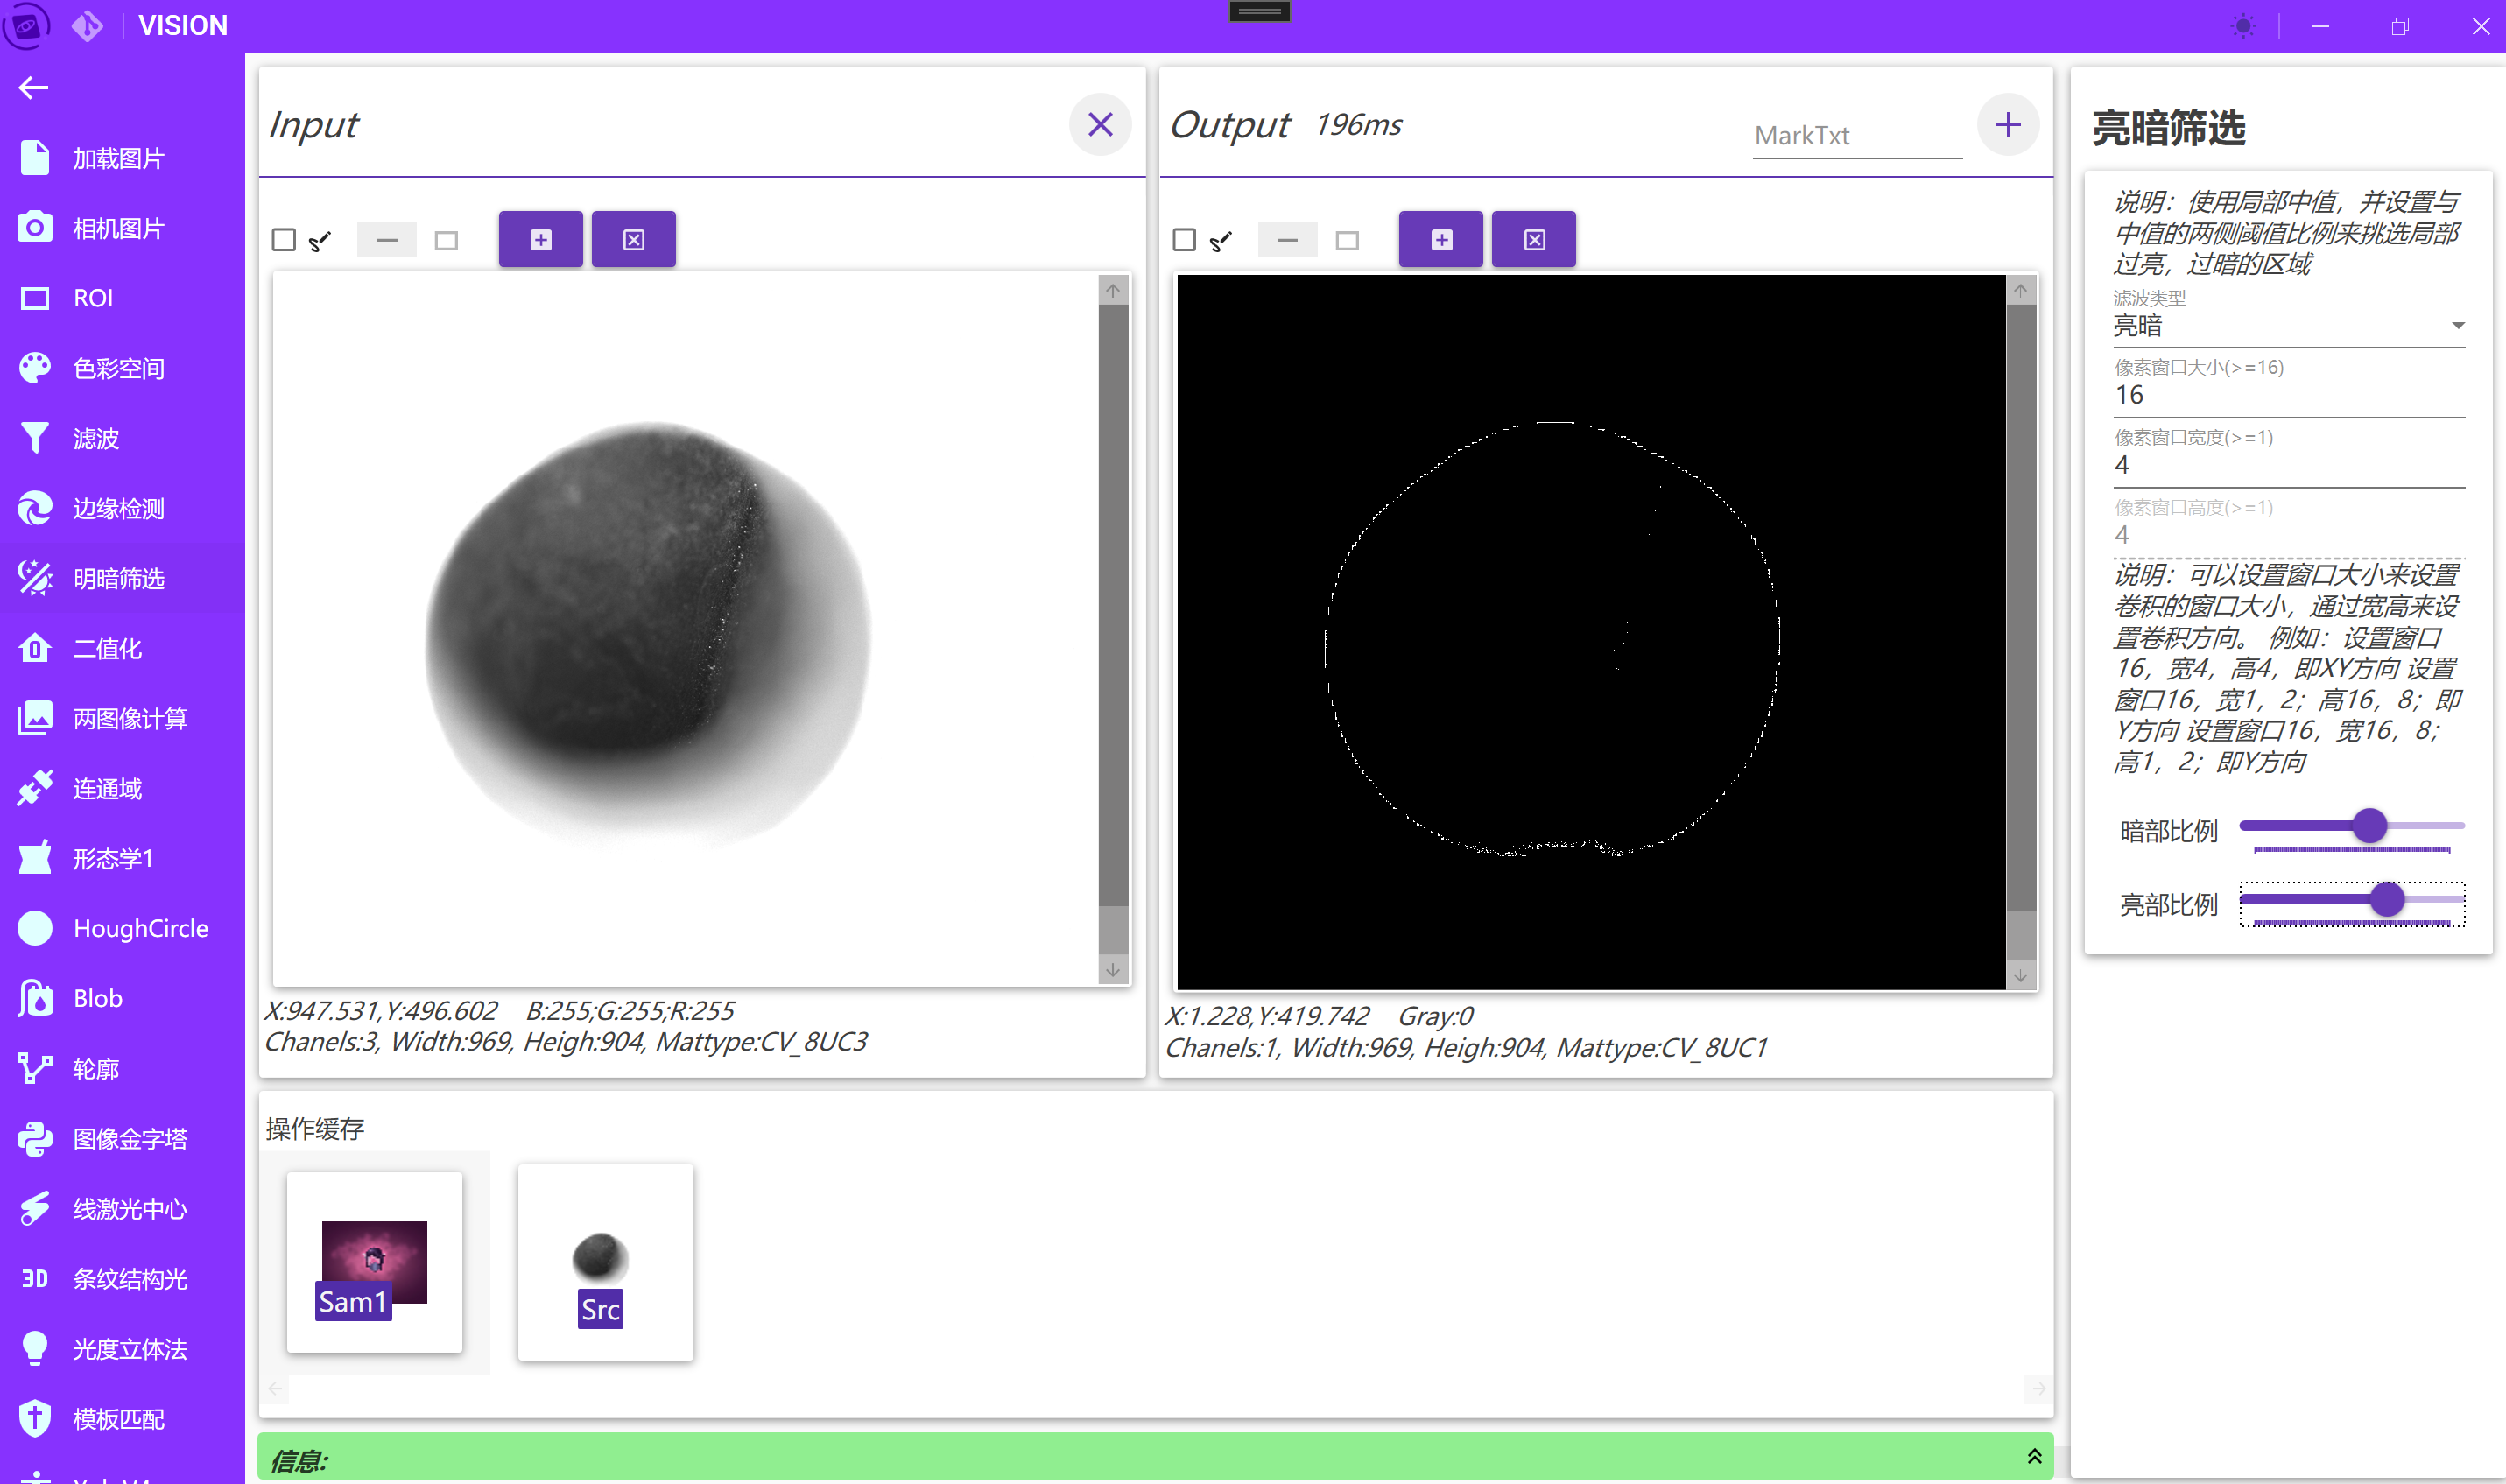 VISION
加载图片
相机图片
ROI
色彩空间
滤波
边缘检测
明暗筛选
二值化
两图像计算
连通域
形态学1
HoughCircle
Blob
轮廓
图像金字塔
线激光中心
3D 条纹结构光
光度立体法
模板匹配
Input
X:947.531,Y:496.602 B:255;G:255;R:255
Chanels:3, Width:969, Heigh:904, Mattype:CV_8UC3
Output 196ms
MarkTxt
X:1.228,Y:419.742 Gray:0
Chanels:1, Width:969, Heigh:904, Mattype:CV_8UC1
操作缓存
Sam1
Src
信息:
亮暗筛选
说明：使用局部中值，并设置与
中值的两侧阈值比例来挑选局部
过亮，过暗的区域
滤波类型
亮暗
像素窗口大小(>=16)
16
像素窗口宽度(>=1)
4
像素窗口高度(>=1)
4
说明：可以设置窗口大小来设置
卷积的窗口大小，通过宽高来设
置卷积方向。 例如：设置窗口
16，宽4，高4，即XY方向 设置
窗口16，宽1，2；高16，8；即
Y方向 设置窗口16，宽16，8；
高1，2；即Y方向
暗部比例
亮部比例